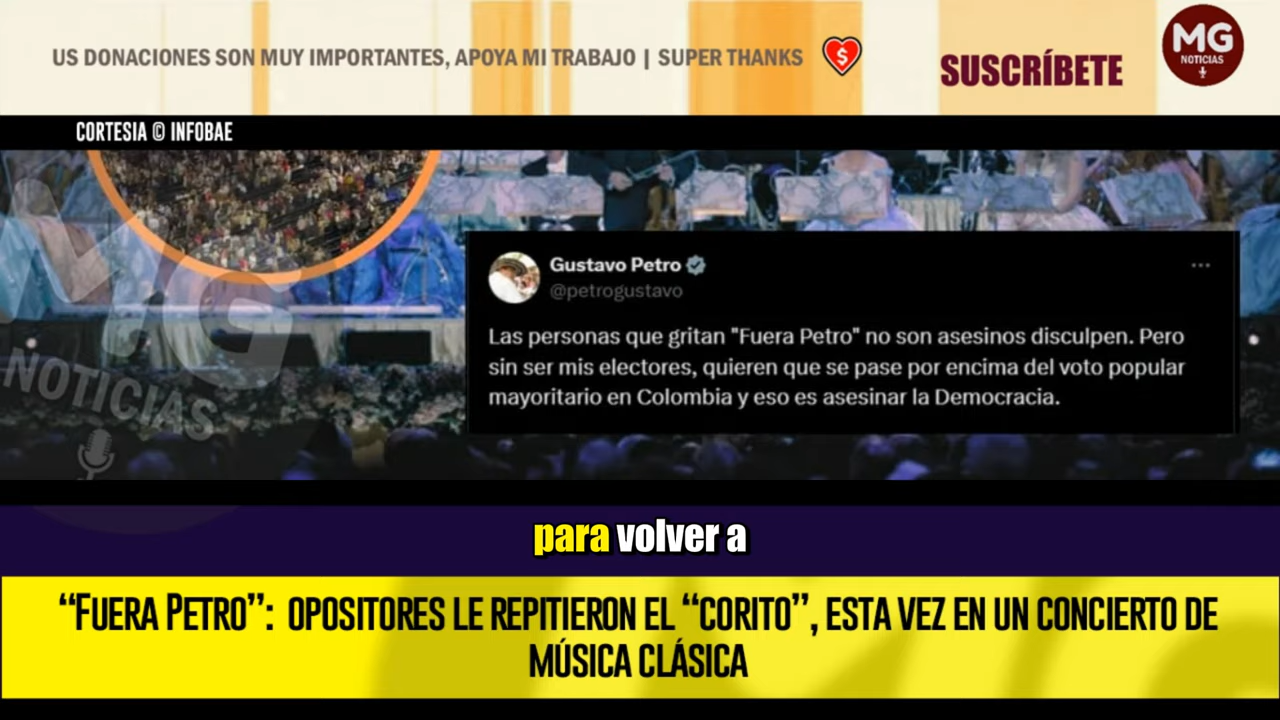 US DONACIONES SON MUY IMPORTANTES, APOYA MI TRABAJO | SUPER THANKS
$
SUSCRÍBETE
MG
NOTICIAS
CORTESIA © INFOBAE
MG
NOTICIAS
Gustavo Petro
@petrogustavo
Las personas que gritan "Fuera Petro" no son asesinos disculpen. Pero
sin ser mis electores, quieren que se pase por encima del voto popular
mayoritario en Colombia y eso es asesinar la Democracia.
para volver a
“FUERA PETRO”: OPOSITORES LE REPITIERON EL “CORITO”, ESTA VEZ EN UN CONCIERTO DE
MÚSICA CLÁSICA